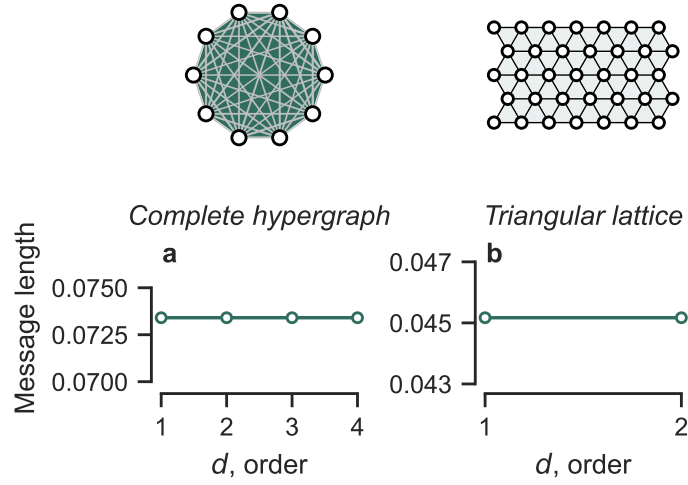 Complete hypergraph
Triangular lattice
a
b
Message length
0.0750
0.0725
0.0700
1 2 3 4
d, order
0.047
0.045
0.043
1 2
d, order